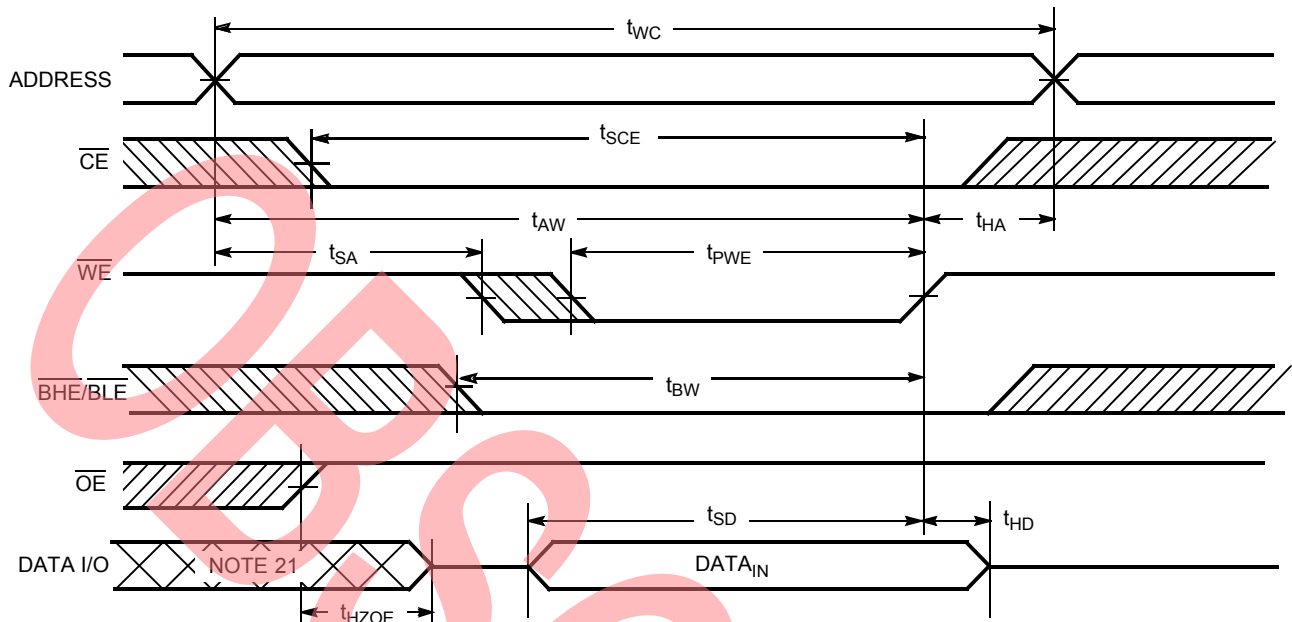 tWC
ADDRESS
tSCE
CE
tAW
tHA
tSA
tPWE
WE
tBW
BHE/BLE
OE
tSD
tHD
DATA I/O
NOTE 21
DATAIN
tHZOE
OBS